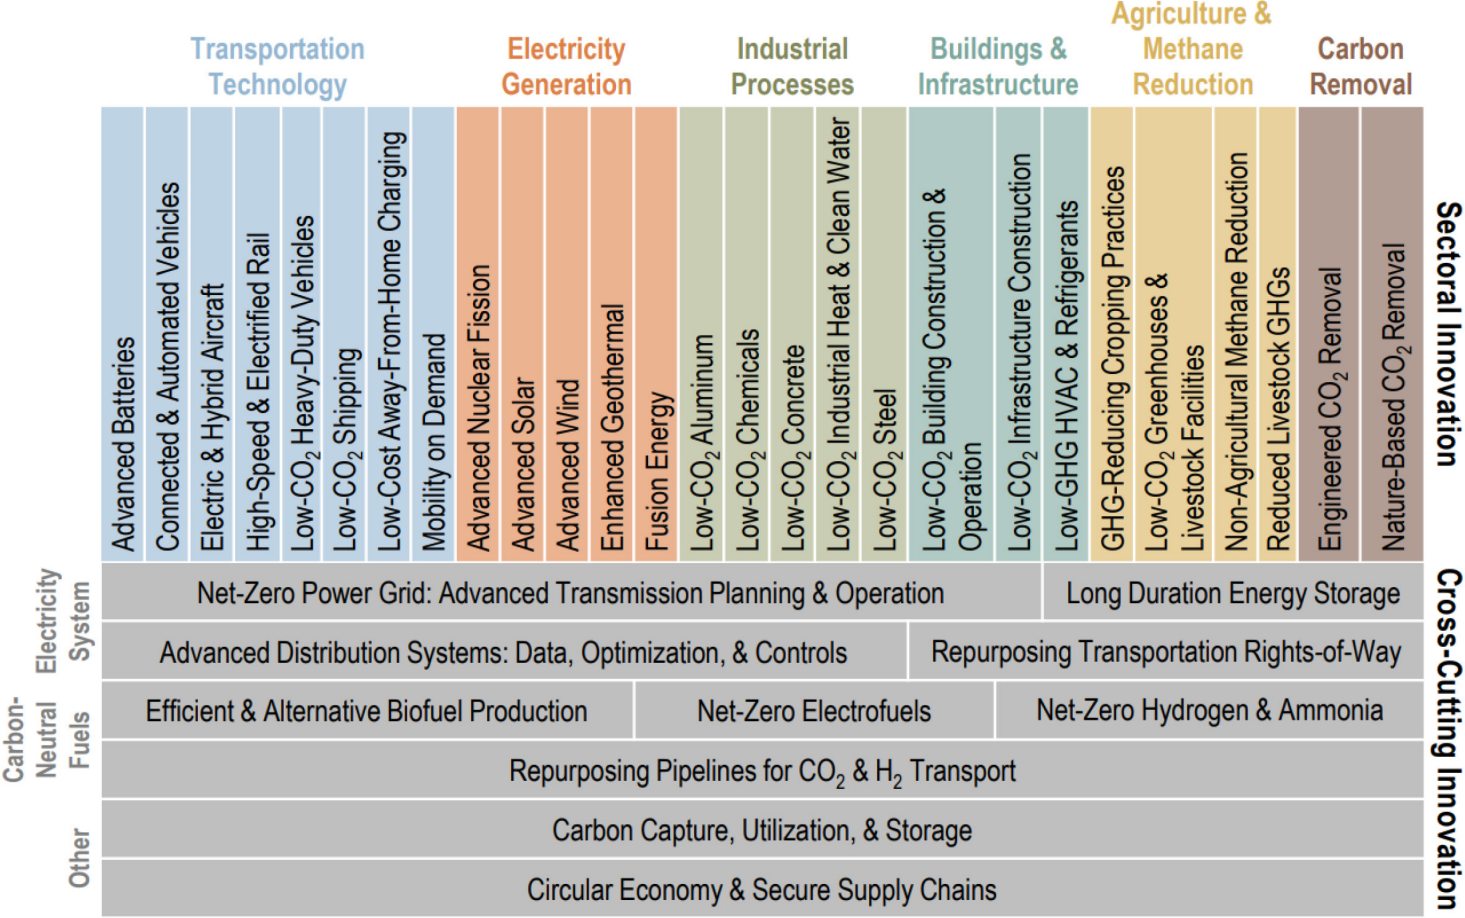 Transportation
Technology
Electricity
Generation
Industrial
Processes
Buildings &
Infrastructure
Agriculture &
Methane
Reduction
Carbon
Removal
Advanced Batteries
Connected & Automated Vehicles
Electric & Hybrid Aircraft
High-Speed & Electrified Rail
Low-CO₂ Heavy-Duty Vehicles
Low-CO₂ Shipping
Low-Cost Away-From-Home Charging
Mobility on Demand
Advanced Nuclear Fission
Advanced Solar
Advanced Wind
Enhanced Geothermal
Fusion Energy
Low-CO₂ Aluminum
Low-CO₂ Chemicals
Low-CO₂ Concrete
Low-CO₂ Industrial Heat & Clean Water
Low-CO₂ Steel
Low-CO₂ Building Construction &
Operation
Low-CO₂ Infrastructure Construction
Low-GHG HVAC & Refrigerants
GHG-Reducing Cropping Practices
Low-CO₂ Greenhouses &
Livestock Facilities
Non-Agricultural Methane Reduction
Reduced Livestock GHGs
Engineered CO₂ Removal
Nature-Based CO₂ Removal
Sectoral Innovation
Electricity
System
Net-Zero Power Grid: Advanced Transmission Planning & Operation
Long Duration Energy Storage
Advanced Distribution Systems: Data, Optimization, & Controls
Repurposing Transportation Rights-of-Way
Carbon-
Neutral
Fuels
Efficient & Alternative Biofuel Production
Net-Zero Electrofuels
Net-Zero Hydrogen & Ammonia
Repurposing Pipelines for CO₂ & H₂ Transport
Other
Carbon Capture, Utilization, & Storage
Circular Economy & Secure Supply Chains
Cross-Cutting Innovation